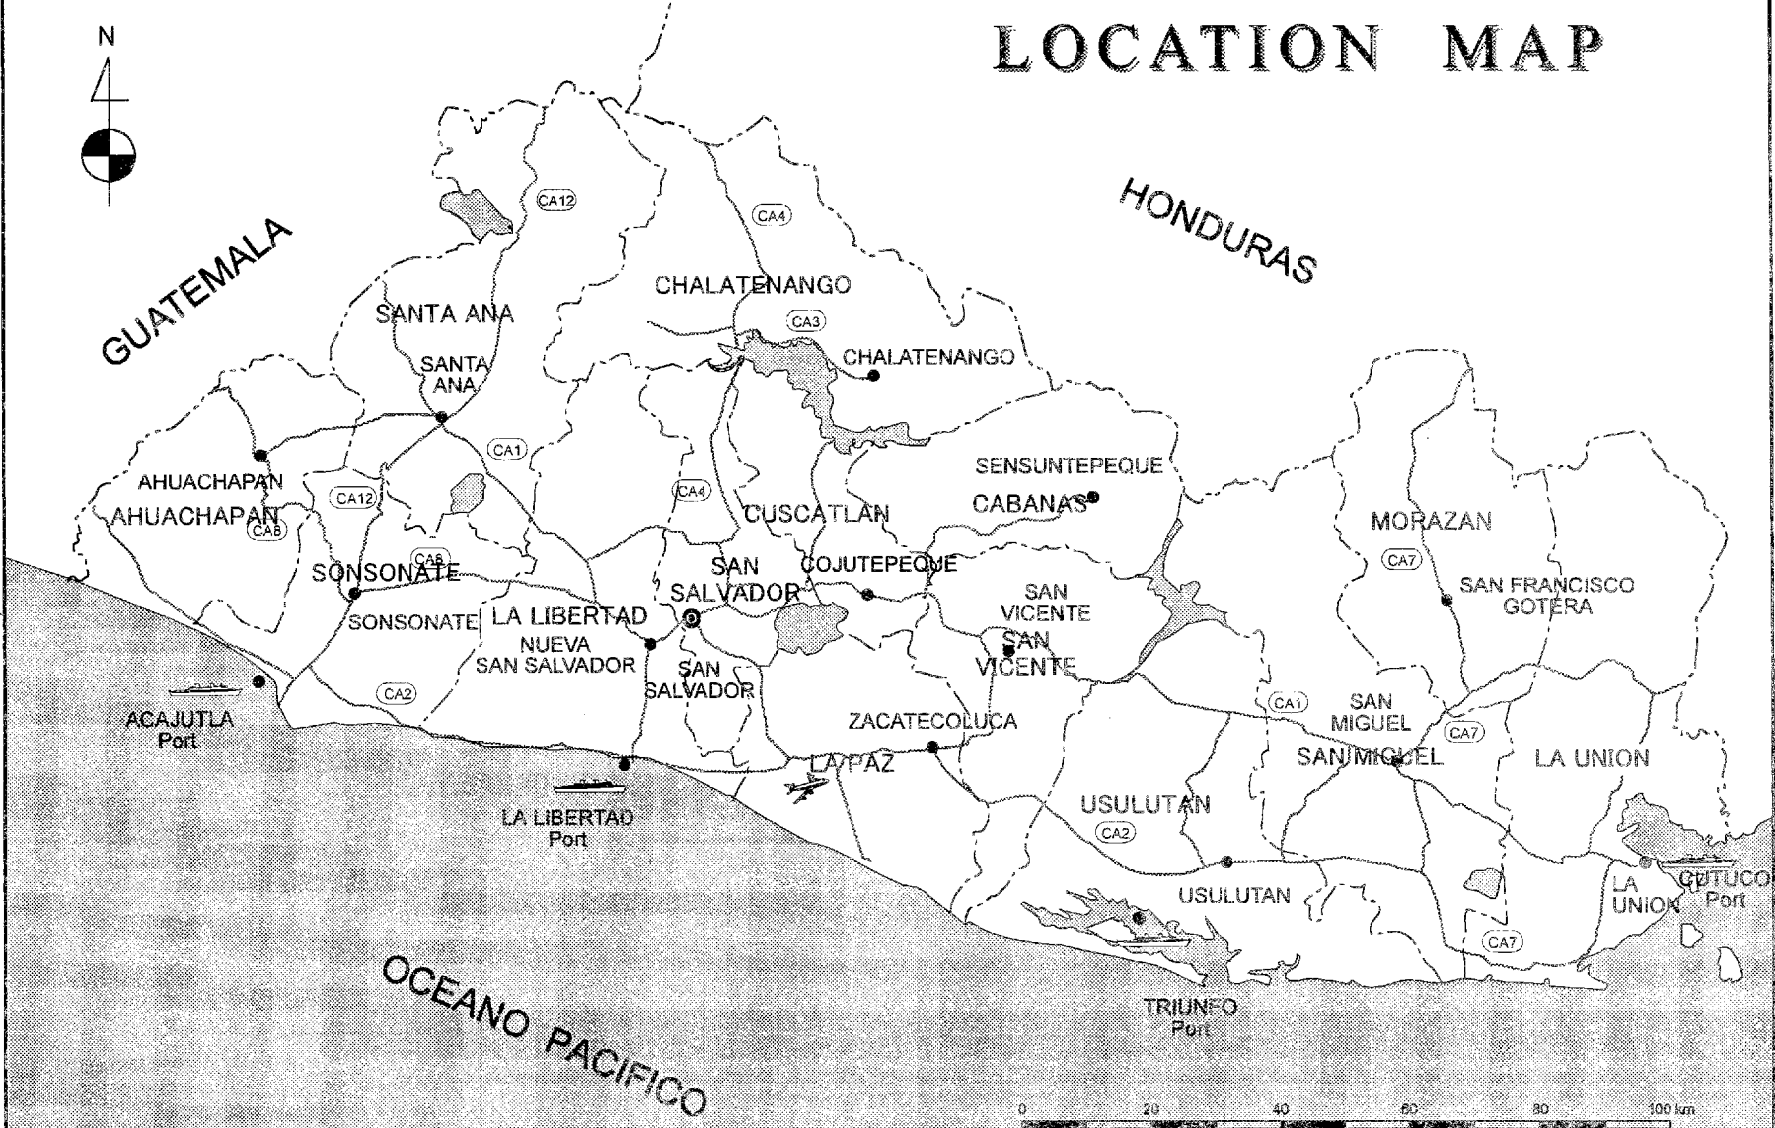 LOCATION MAP
N
GUATEMALA
HONDURAS
CA12
CA4
CHALATENANGO
SANTA ANA
CA3
CHALATENANGO
SANTA
ANA
CA1
SENSUNTEPEQUE
CABANAS
AHUACHAPAN
AHUACHAPAN
CA12
CA8
CA4
CUSCATLAN
MORAZAN
CA7
CA8
SONSONATE
SAN
SALVADOR
COJUTEPEQUE
SAN
VICENTE
SAN FRANCISCO
GOTERA
SONSONATE
LA LIBERTAD
NUEVA
SAN SALVADOR
SAN
SALVADOR
SAN
VICENTE
CA2
ACAJUTLA
Port
ZACATECOLUCA
CA1
SAN
MIGUEL
CA7
SAN MIGUEL
LA UNION
LA PAZ
LA LIBERTAD
Port
USULUTAN
CA2
USULUTAN
LA
UNION
CUTUCO
Port
CA7
OCEANO PACIFICO
TRIUNFO
Port
0 20 40 60 80 100 km